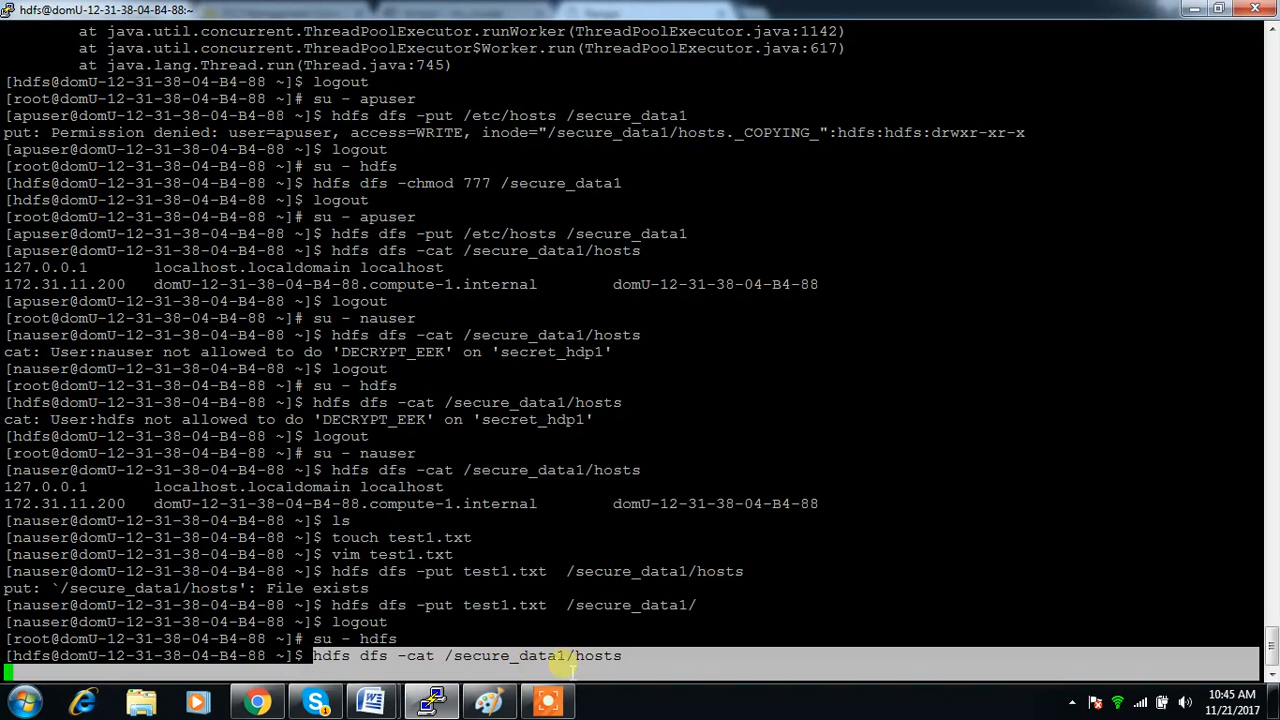 hdfs@domU-12-31-38-04-B4-88:~
at java.util.concurrent.ThreadPoolExecutor.runWorker(ThreadPoolExecutor.java:1142)
at java.util.concurrent.ThreadPoolExecutor$Worker.run(ThreadPoolExecutor.java:617)
at java.lang.Thread.run(Thread.java:745)
[hdfs@domU-12-31-38-04-B4-88 ~]$ logout
[root@domU-12-31-38-04-B4-88 ~]# su - apuser
[apuser@domU-12-31-38-04-B4-88 ~]$ hdfs dfs -put /etc/hosts /secure_data1
put: Permission denied: user=apuser, access=WRITE, inode="/secure_data1/hosts._COPYING_":hdfs:hdfs:drwxr-xr-x
[apuser@domU-12-31-38-04-B4-88 ~]$ logout
[root@domU-12-31-38-04-B4-88 ~]# su - hdfs
[hdfs@domU-12-31-38-04-B4-88 ~]$ hdfs dfs -chmod 777 /secure_data1
[hdfs@domU-12-31-38-04-B4-88 ~]$ logout
[root@domU-12-31-38-04-B4-88 ~]# su - apuser
[apuser@domU-12-31-38-04-B4-88 ~]$ hdfs dfs -put /etc/hosts /secure_data1
[apuser@domU-12-31-38-04-B4-88 ~]$ hdfs dfs -cat /secure_data1/hosts
127.0.0.1 localhost.localdomain localhost
172.31.11.200 domU-12-31-38-04-B4-88.compute-1.internal domU-12-31-38-04-B4-88
[apuser@domU-12-31-38-04-B4-88 ~]$ logout
[root@domU-12-31-38-04-B4-88 ~]# su - nauser
[nauser@domU-12-31-38-04-B4-88 ~]$ hdfs dfs -cat /secure_data1/hosts
cat: User:nauser not allowed to do 'DECRYPT_EEK' on 'secret_hdp1'
[nauser@domU-12-31-38-04-B4-88 ~]$ logout
[root@domU-12-31-38-04-B4-88 ~]# su - hdfs
[hdfs@domU-12-31-38-04-B4-88 ~]$ hdfs dfs -cat /secure_data1/hosts
cat: User:hdfs not allowed to do 'DECRYPT_EEK' on 'secret_hdp1'
[hdfs@domU-12-31-38-04-B4-88 ~]$ logout
[root@domU-12-31-38-04-B4-88 ~]# su - nauser
[nauser@domU-12-31-38-04-B4-88 ~]$ hdfs dfs -cat /secure_data1/hosts
127.0.0.1 localhost.localdomain localhost
172.31.11.200 domU-12-31-38-04-B4-88.compute-1.internal domU-12-31-38-04-B4-88
[nauser@domU-12-31-38-04-B4-88 ~]$ ls
[nauser@domU-12-31-38-04-B4-88 ~]$ touch test1.txt
[nauser@domU-12-31-38-04-B4-88 ~]$ vim test1.txt
[nauser@domU-12-31-38-04-B4-88 ~]$ hdfs dfs -put test1.txt /secure_data1/hosts
put: `/secure_data1/hosts': File exists
[nauser@domU-12-31-38-04-B4-88 ~]$ hdfs dfs -put test1.txt /secure_data1/
[nauser@domU-12-31-38-04-B4-88 ~]$ logout
[root@domU-12-31-38-04-B4-88 ~]# su - hdfs
[hdfs@domU-12-31-38-04-B4-88 ~]$ hdfs dfs -cat /secure_data1/hosts
10:45 AM
11/21/2017